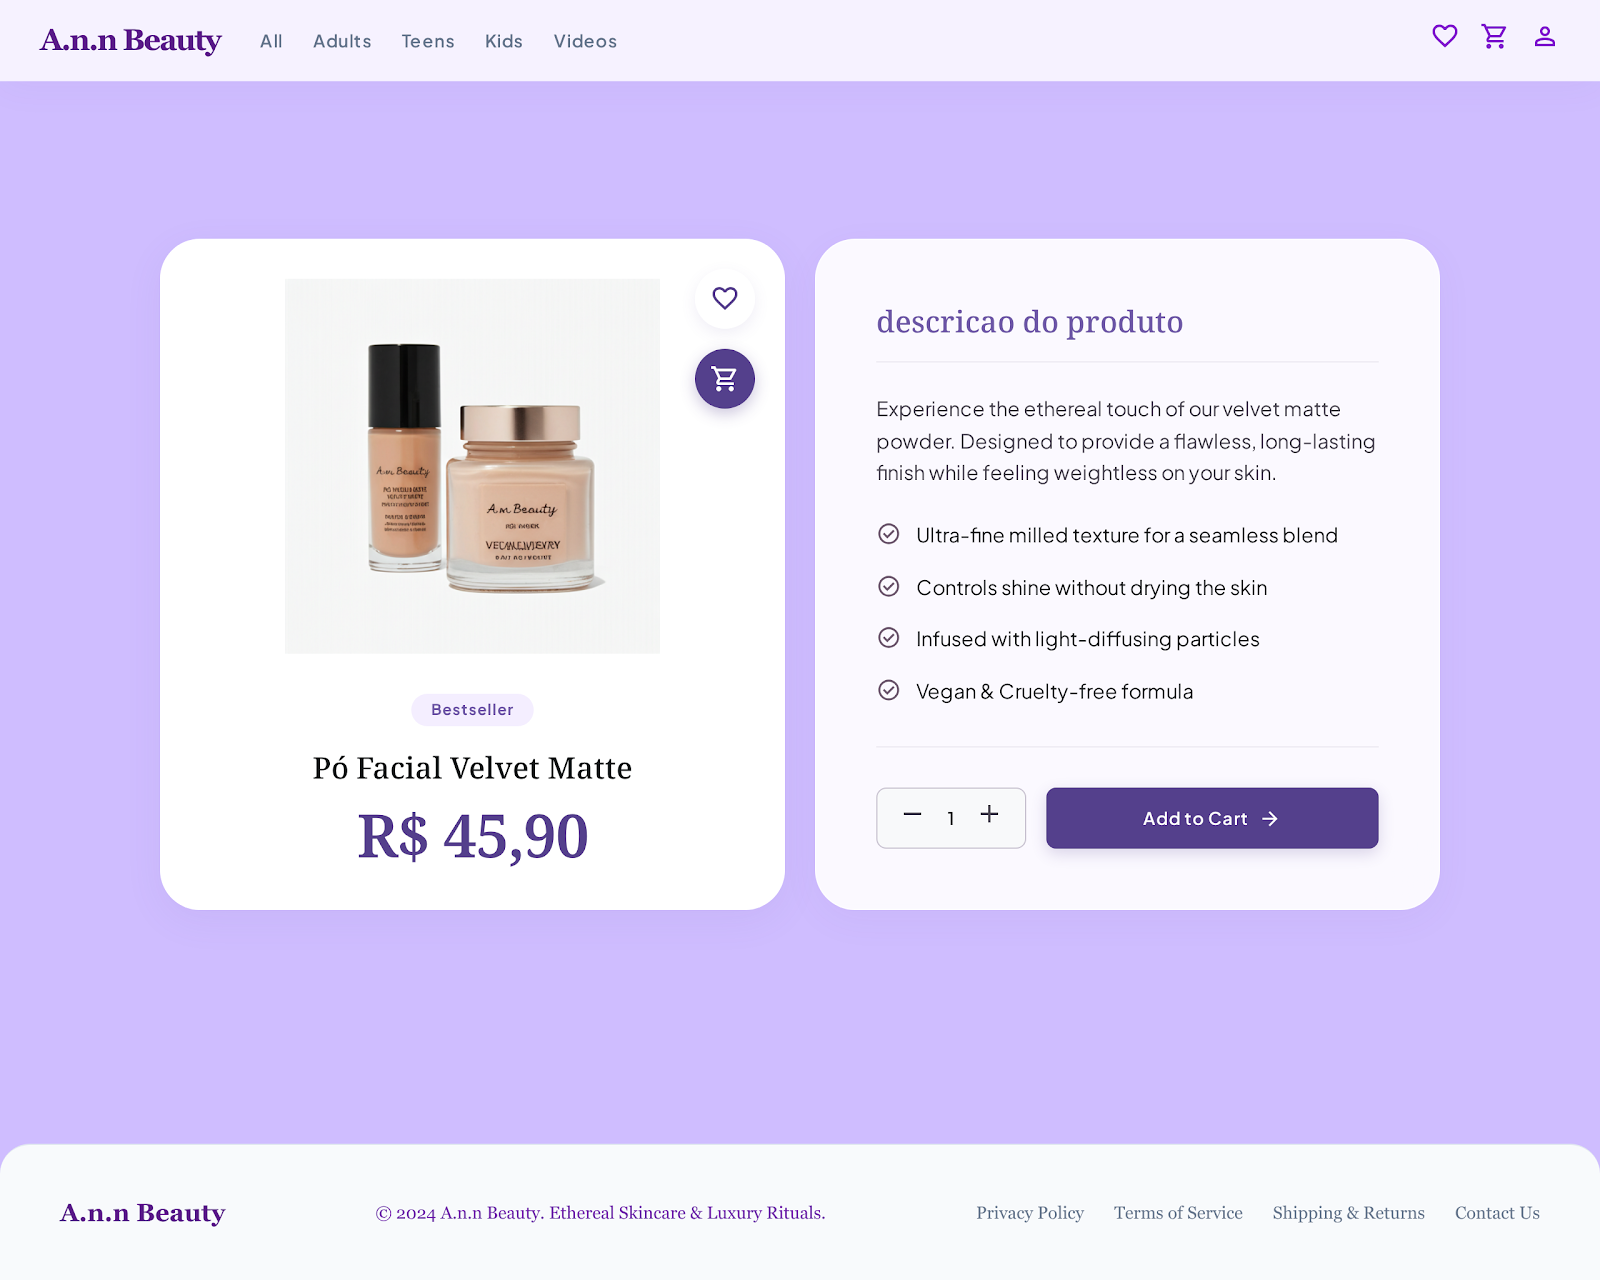 A.n.n Beauty
All Adults Teens Kids Videos
A.m Beauty
A.m Beauty
Bestseller
Pó Facial Velvet Matte
R$ 45,90
descricao do produto
Experience the ethereal touch of our velvet matte
powder. Designed to provide a flawless, long-lasting
finish while feeling weightless on your skin.
Ultra-fine milled texture for a seamless blend
Controls shine without drying the skin
Infused with light-diffusing particles
Vegan & Cruelty-free formula
1
Add to Cart
A.n.n Beauty
© 2024 A.n.n Beauty. Ethereal Skincare & Luxury Rituals.
Privacy Policy Terms of Service Shipping & Returns Contact Us